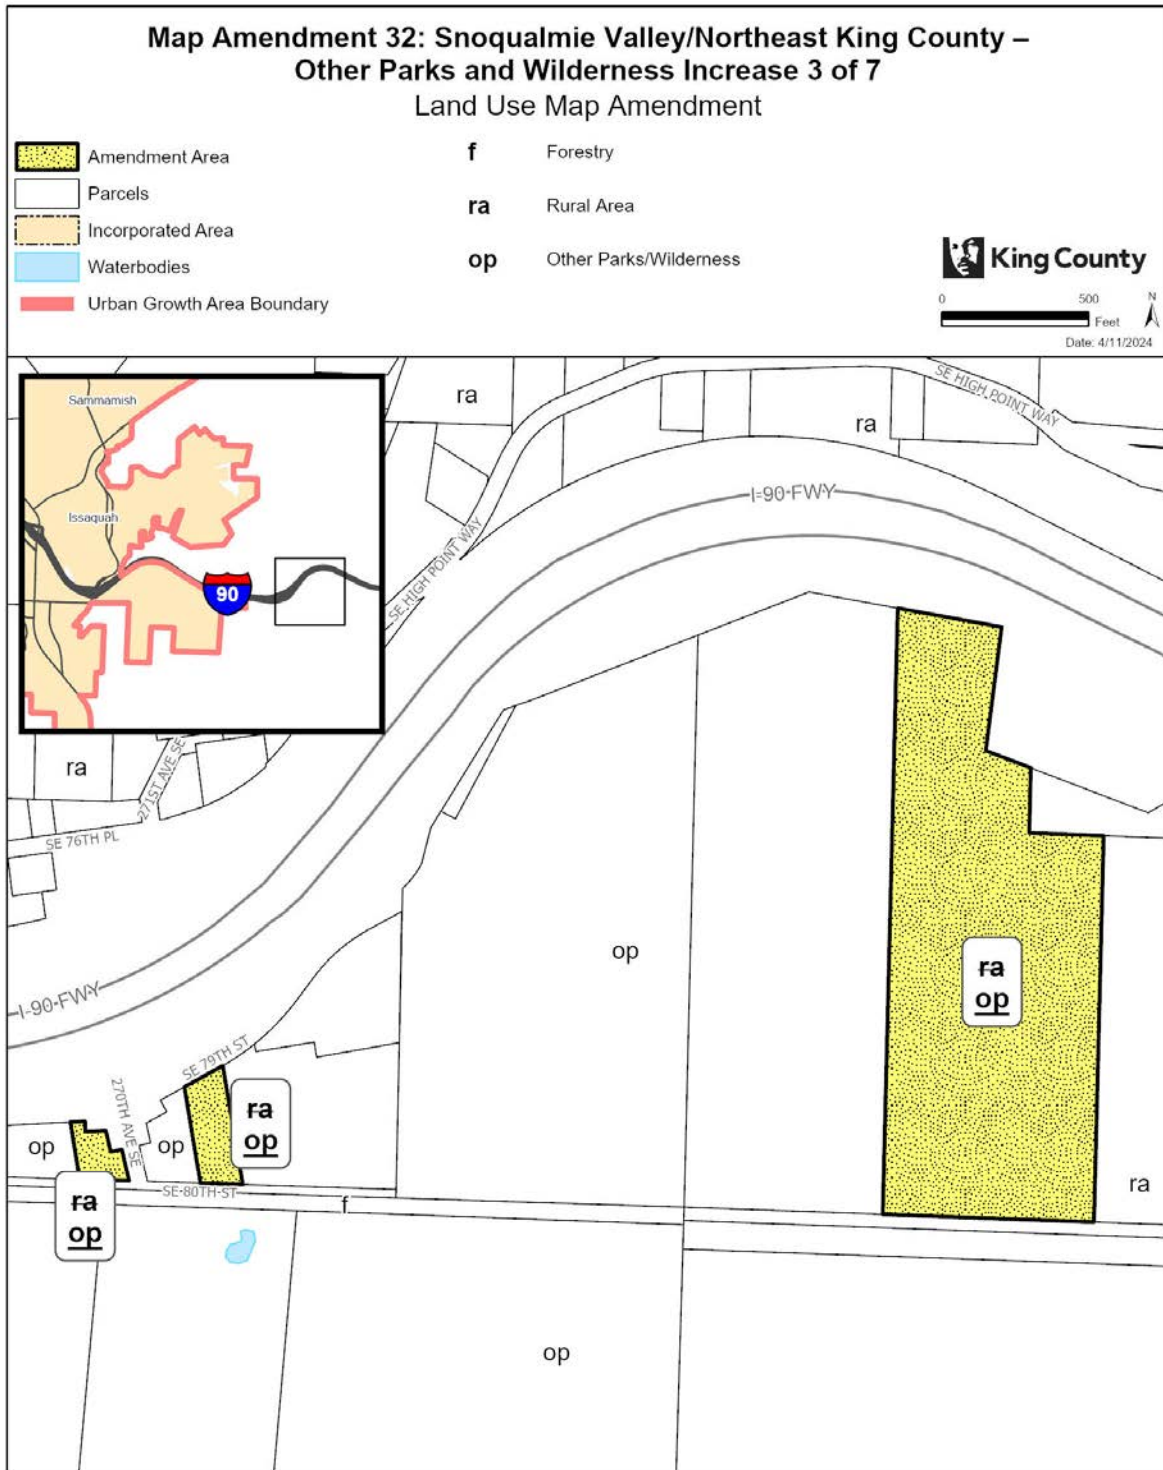 Map Amendment 32: Snoqualmie Valley/Northeast King County –
Other Parks and Wilderness Increase 3 of 7
Land Use Map Amendment
Amendment Area
Parcels
Incorporated Area
Waterbodies
Urban Growth Area Boundary
f Forestry
ra Rural Area
op Other Parks/Wilderness
King County
0 500
Feet
N
Date: 4/11/2024
Sammamish
Issaquah
90
ra
ra
SE HIGH POINT WAY
I-90 FWY
SE HIGH POINT WAY
ra
271ST AVE SE
SE 76TH PL
op
ra
op
I-90 FWY
SE 79TH ST
270TH AVE SE
ra
op
op
op
ra
op
SE 80TH ST
f
ra
op